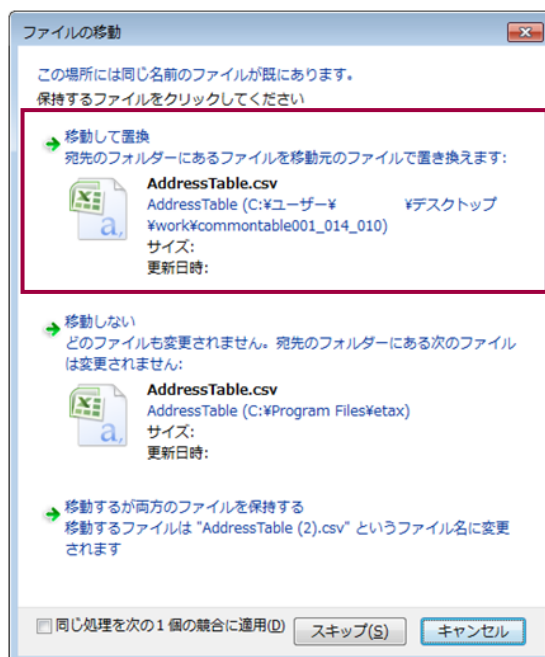 ファイルの移動
この場所には同じ名前のファイルが既にあります。
保持するファイルをクリックしてください
移動して置換
宛先のフォルダーにあるファイルを移動元のファイルで置き換えます:
AddressTable.csv
AddressTable (C:¥ユーザー¥ ¥デスクトップ
¥work¥commontable001_014_010)
サイズ:
更新日時:
移動しない
どのファイルも変更されません。宛先のフォルダーにある次のファイル
は変更されません:
AddressTable.csv
AddressTable (C:¥Program Files¥etax)
サイズ:
更新日時:
移動するが両方のファイルを保持する
移動するファイルは "AddressTable (2).csv" というファイル名に変更
されます
同じ処理を次の1個の競合に適用(D) スキップ(S) キャンセル